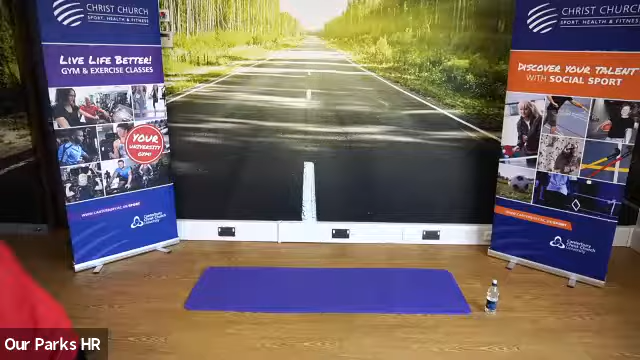 CHRIST CHURCH
SPORT, HEALTH & FITNESS
LIVE LIFE BETTER!
GYM & EXERCISE CLASSES
YOUR
UNIVERSITY
GYM!
Canterbury
Christ Church
University
CHRIST CHURCH
SPORT, HEALTH & FITNESS
DISCOVER YOUR TALENT
WITH SOCIAL SPORT
Canterbury
Christ Church
University
Our Parks HR